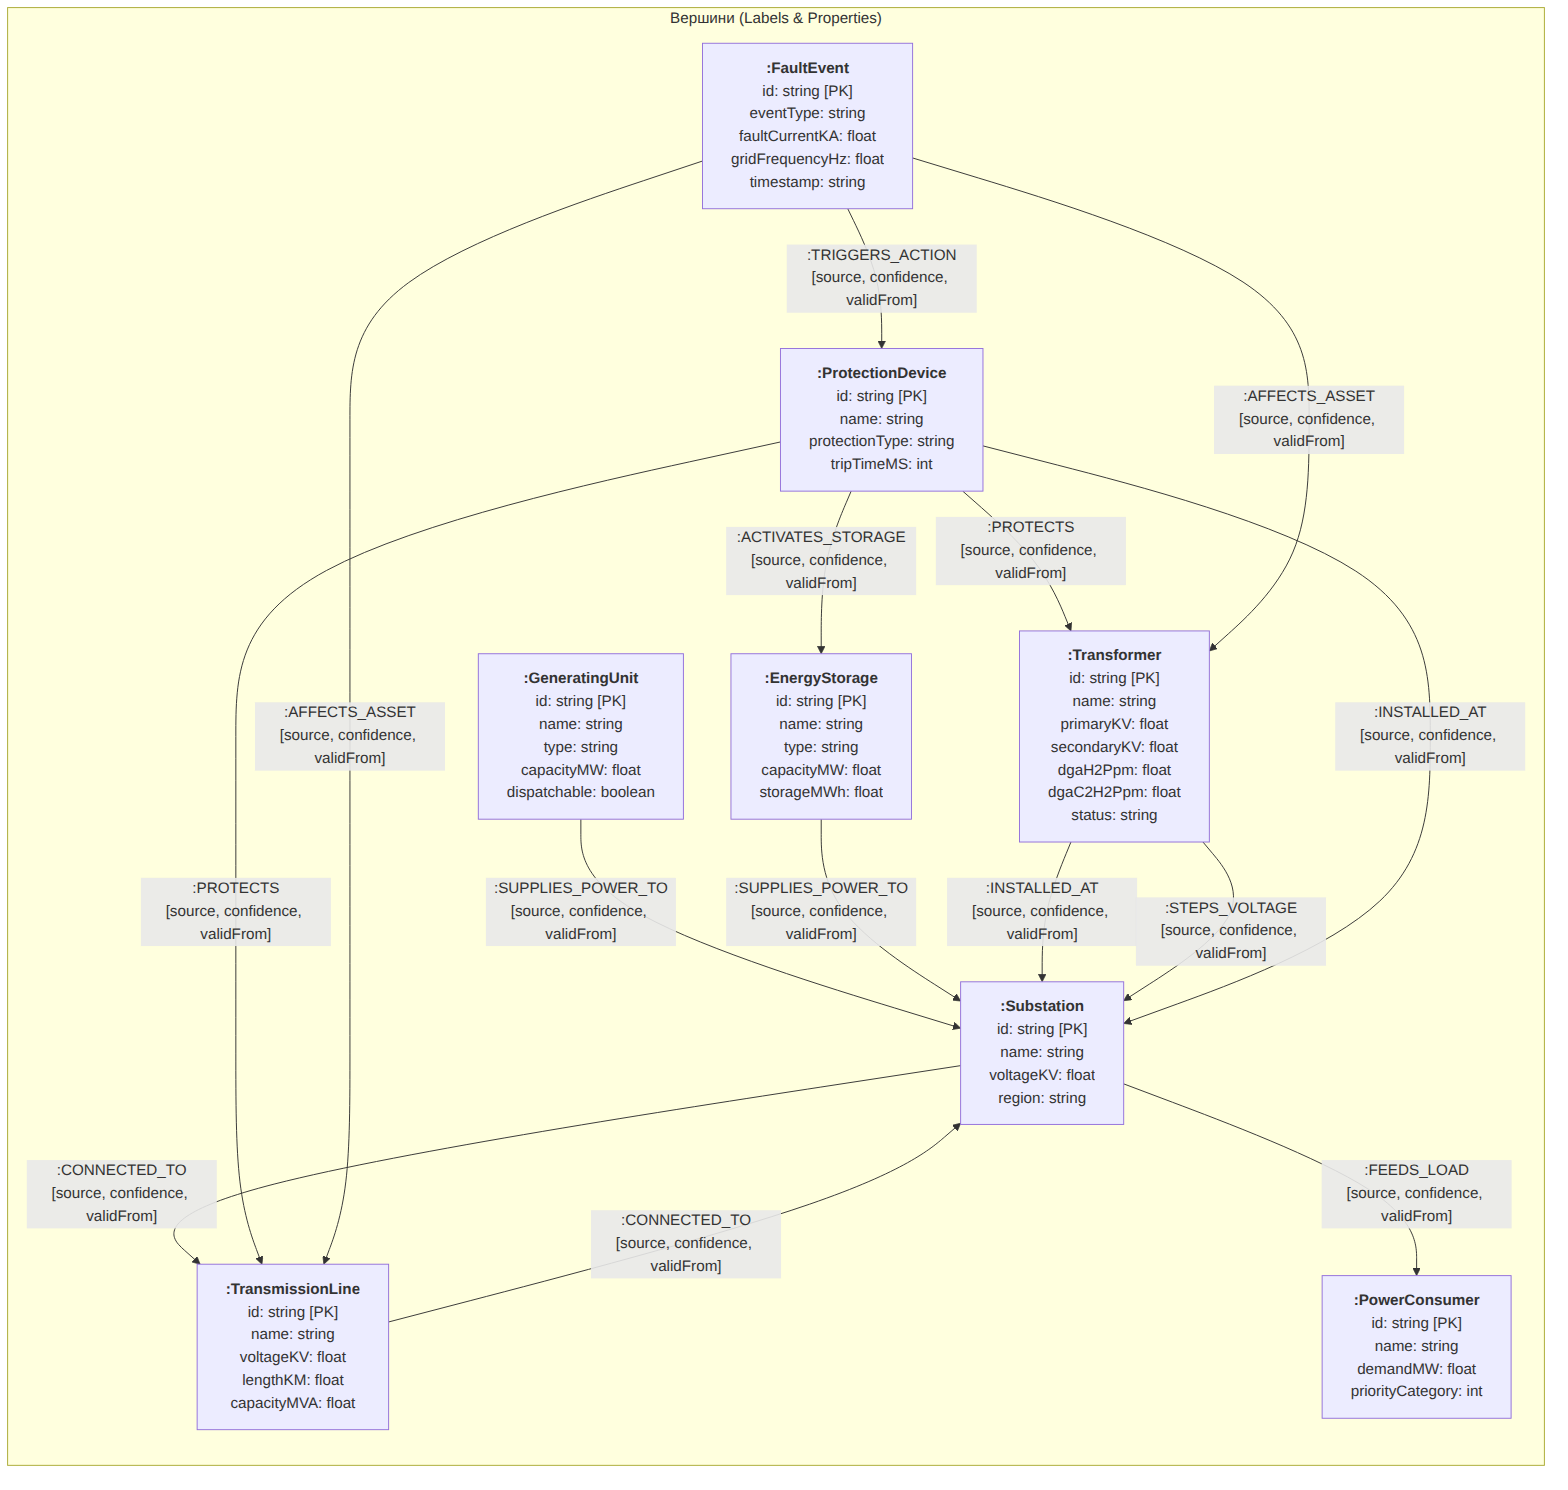 Вершини (Labels & Properties)
:FaultEvent
id: string [PK]
eventType: string
faultCurrentKA: float
gridFrequencyHz: float
timestamp: string
:TRIGGERS_ACTION
[source, confidence,
validFrom]
:ProtectionDevice
id: string [PK]
name: string
protectionType: string
tripTimeMS: int
:AFFECTS_ASSET
[source, confidence,
validFrom]
:ACTIVATES_STORAGE
[source, confidence,
validFrom]
:PROTECTS
[source, confidence,
validFrom]
:AFFECTS_ASSET
[source, confidence,
validFrom]
:GeneratingUnit
id: string [PK]
name: string
type: string
capacityMW: float
dispatchable: boolean
:EnergyStorage
id: string [PK]
name: string
type: string
capacityMW: float
storageMWh: float
:Transformer
id: string [PK]
name: string
primaryKV: float
secondaryKV: float
dgaH2Ppm: float
dgaC2H2Ppm: float
status: string
:INSTALLED_AT
[source, confidence,
validFrom]
:PROTECTS
[source, confidence,
validFrom]
:SUPPLIES_POWER_TO
[source, confidence,
validFrom]
:SUPPLIES_POWER_TO
[source, confidence,
validFrom]
:INSTALLED_AT
[source, confidence,
validFrom]
:STEPS_VOLTAGE
[source, confidence,
validFrom]
:Substation
id: string [PK]
name: string
voltageKV: float
region: string
:CONNECTED_TO
[source, confidence,
validFrom]
:CONNECTED_TO
[source, confidence,
validFrom]
:FEEDS_LOAD
[source, confidence,
validFrom]
:TransmissionLine
id: string [PK]
name: string
voltageKV: float
lengthKM: float
capacityMVA: float
:PowerConsumer
id: string [PK]
name: string
demandMW: float
priorityCategory: int